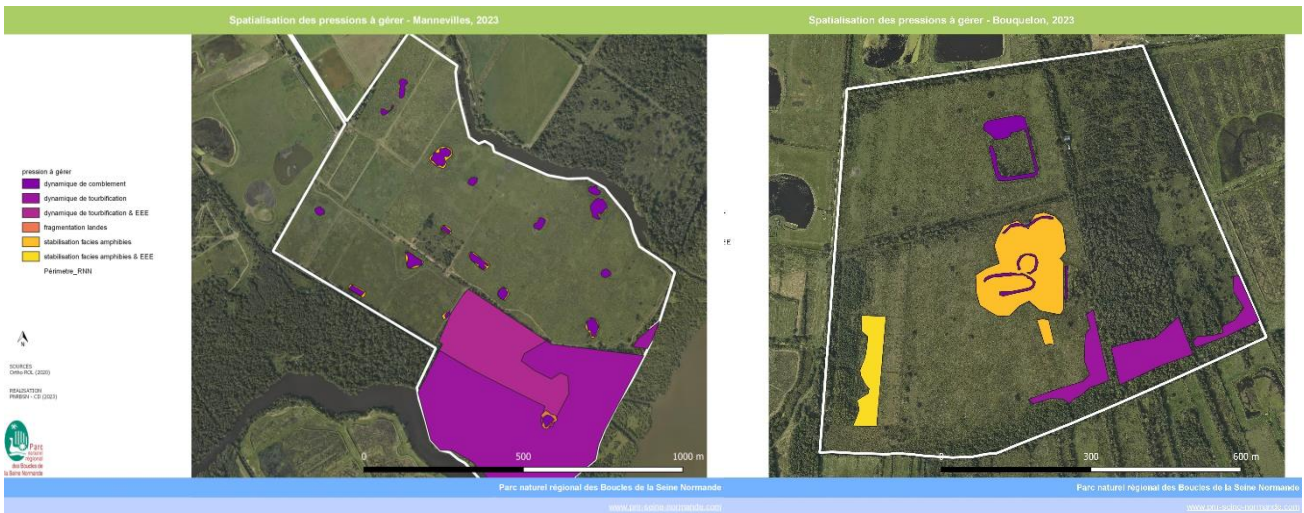 Spatialisation des pressions à gérer - Mannevilles, 2023
pression à gérer
dynamique de comblement
dynamique de tourbification
dynamique de tourbification & EEE
fragmentation landes
stabilisation facies amphibies
stabilisation facies amphibies & EEE
Périmetre_RNN
N
SOURCES
Ortho ROL (2020)
REALISATION
PNRBSN - CD (2023)
Parc
naturel
régional
des Boucles de
la Seine Normande
0 500 1000 m
Parc naturel régional des Boucles de la Seine Normande
www.pnr-seine-normande.com
Spatialisation des pressions à gérer - Bouquelon, 2023
EE
0 300 600 m
Parc naturel régional des Boucles de la Seine Normande
www.pnr-seine-normande.com